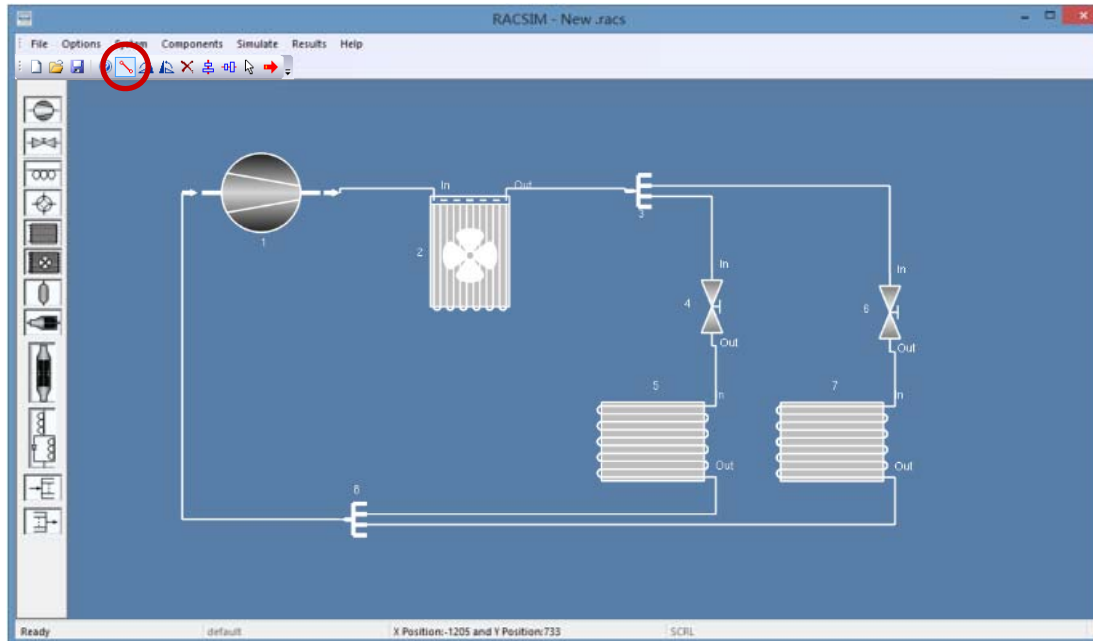 RACSIM - New .racs
File Options System Components Simulate Results Help
In Out
3
1
2
In
In
4
6
Out
Out
5 7
In In
Out Out
8
Ready default X Position:-1205 and Y Position:733 SCRL